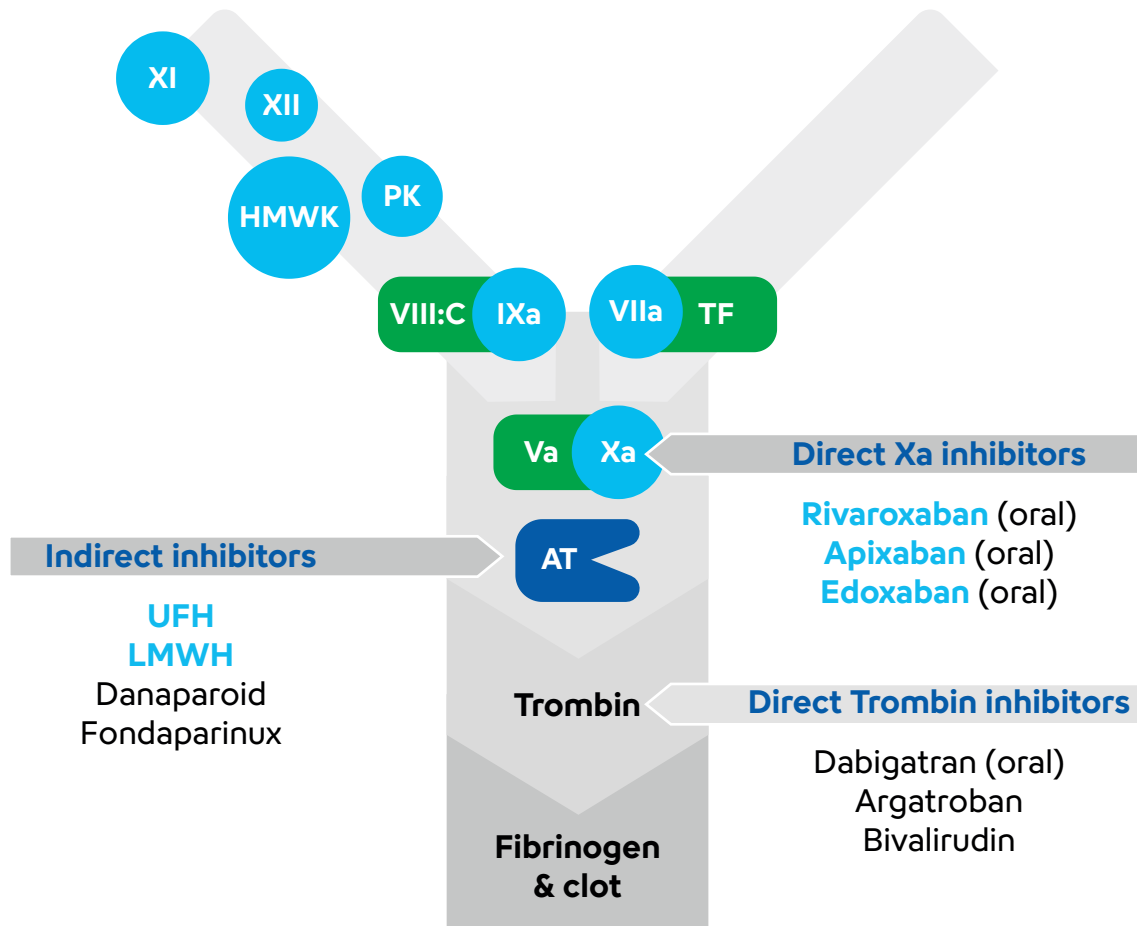 XI
XII
HMWK
PK
VIII:C
IXa
VIIa
TF
Va
Xa
Direct Xa inhibitors
Rivaroxaban (oral)
Apixaban (oral)
Edoxaban (oral)
Indirect inhibitors
AT
UFH
LMWH
Danaparoid
Fondaparinux
Trombin
Direct Trombin inhibitors
Dabigatran (oral)
Argatroban
Bivalirudin
Fibrinogen
& clot